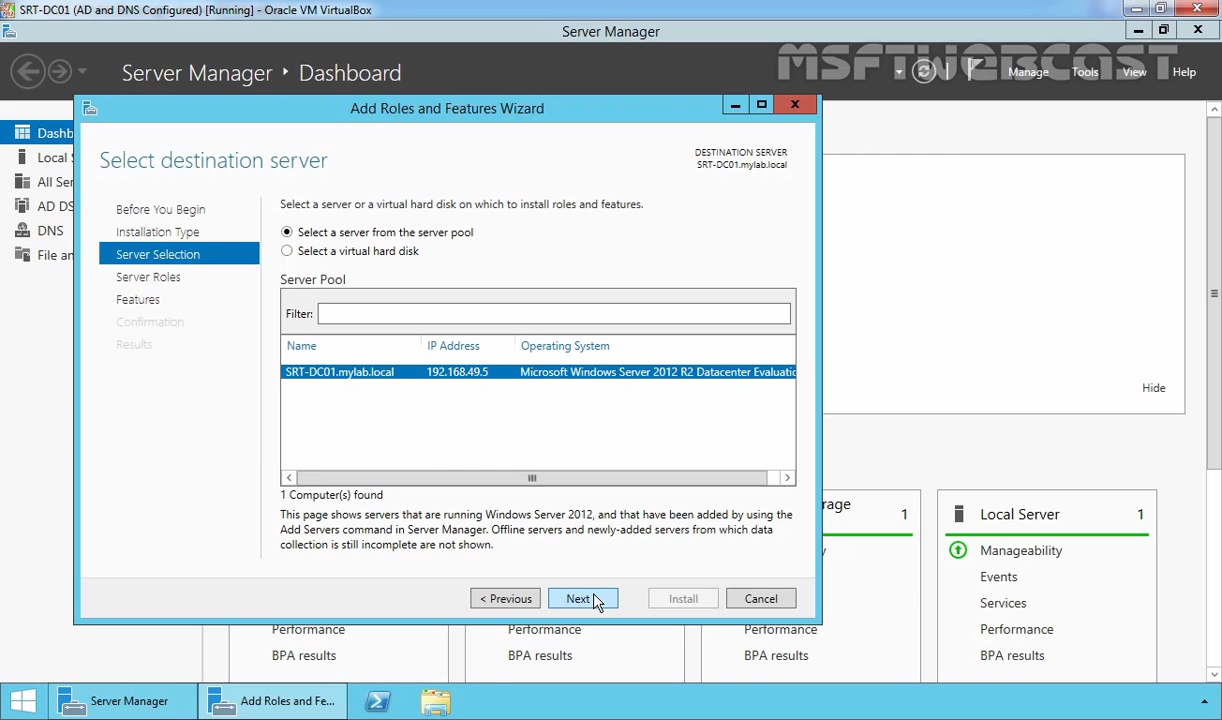 SRT-DC01 (AD and DNS Configured) [Running] - Oracle VM VirtualBox
Server Manager
Server Manager • Dashboard
MSFTWEBCAST
Manage
Tools
View
Help
Add Roles and Features Wizard
Dashb
Local S
All Ser
AD DS
DNS
File an
Select destination server
DESTINATION SERVER
SRT-DC01.mylab.local
Before You Begin
Installation Type
Server Selection
Server Roles
Features
Confirmation
Results
Select a server or a virtual hard disk on which to install roles and features.
Select a server from the server pool
Select a virtual hard disk
Server Pool
Filter:
Name IP Address Operating System
SRT-DC01.mylab.local 192.168.49.5 Microsoft Windows Server 2012 R2 Datacenter Evaluatio
1 Computer(s) found
This page shows servers that are running Windows Server 2012, and that have been added by using the
Add Servers command in Server Manager. Offline servers and newly-added servers from which data
collection is still incomplete are not shown.
< Previous
Next
Install
Cancel
Hide
rage 1
Local Server 1
Manageability
Events
Services
Performance
BPA results
Performance
BPA results
Performance
BPA results
Performance
BPA results
Server Manager
Add Roles and Fe...